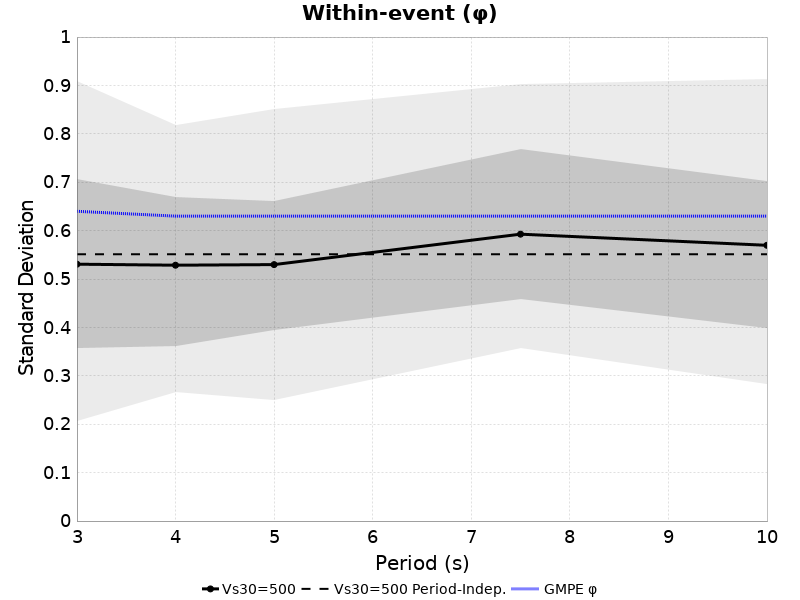 Within-event (φ)
Standard Deviation
1
0.9
0.8
0.7
0.6
0.5
0.4
0.3
0.2
0.1
0
3 4 5 6 7 8 9 10
Period (s)
Vs30=500 Vs30=500 Period-Indep. GMPE φ